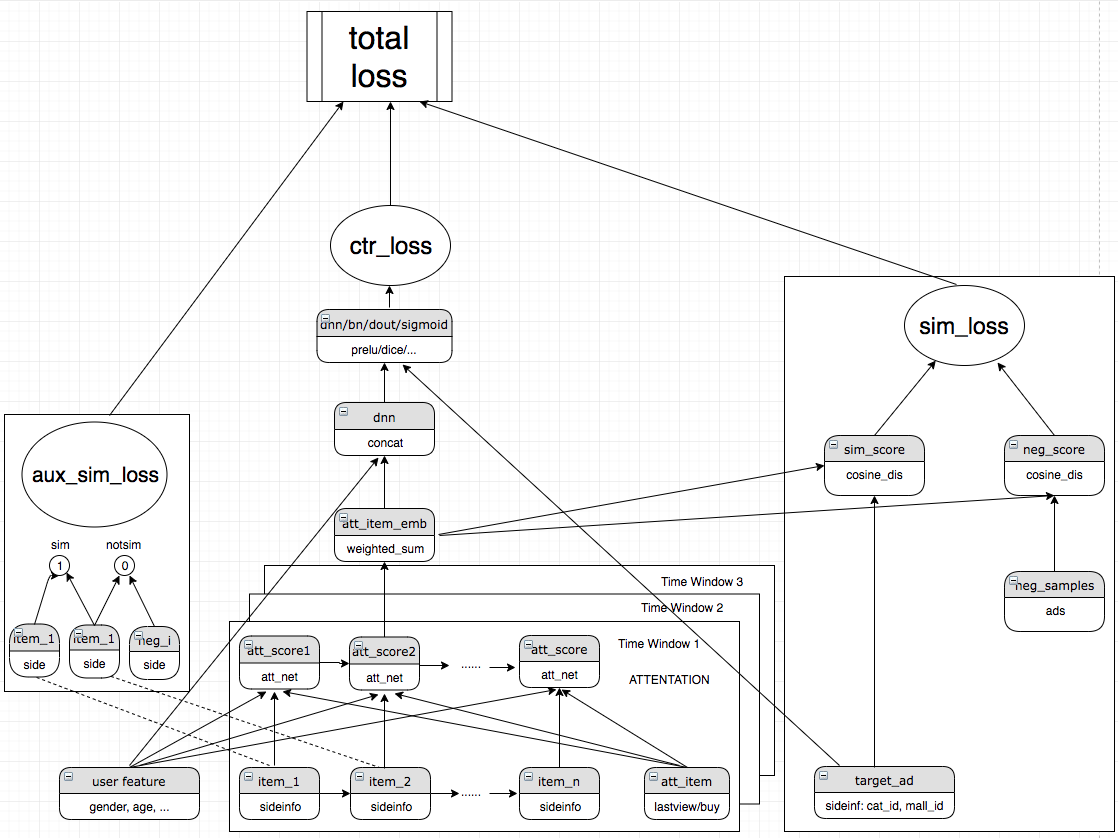 total
loss
ctr_loss
dnn/bn/dout/sigmoid
prelu/dice/...
sim_loss
dnn
concat
sim_score
cosine_dis
neg_score
cosine_dis
aux_sim_loss
att_item_emb
weighted_sum
sim
notsim
1
0
Time Window 3
neg_samples
ads
Time Window 2
item_1
side
item_1
side
neg_i
side
Time Window 1
att_score1
att_net
att_score2
att_net
......
att_score
att_net
ATTENTATION
user feature
gender, age, ...
item_1
sideinfo
item_2
sideinfo
......
item_n
sideinfo
att_item
lastview/buy
target_ad
sideinf: cat_id, mall_id